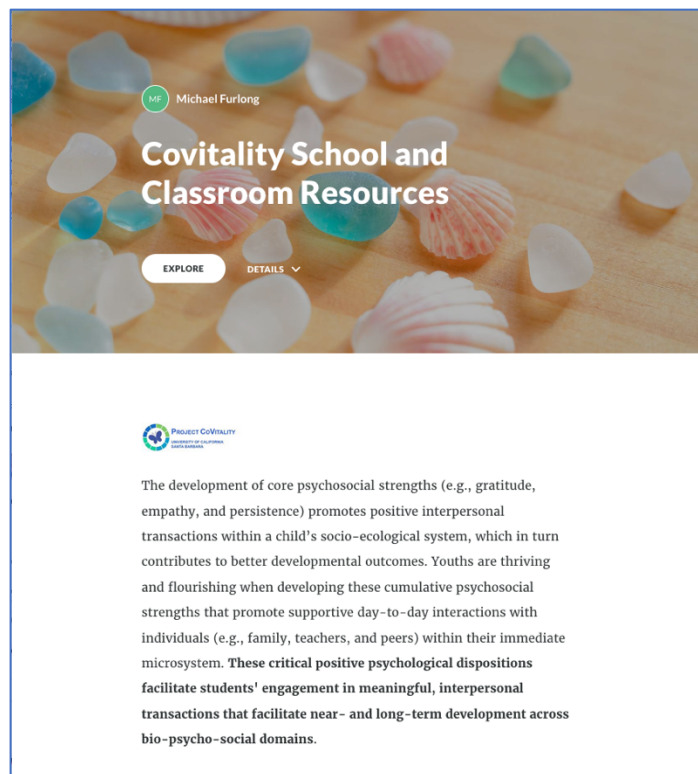 MF Michael Furlong
Covitality School and
Classroom Resources
EXPLORE DETAILS
PROJECT COVITALITY
UNIVERSITY OF CALIFORNIA
SANTA BARBARA
The development of core psychosocial strengths (e.g., gratitude,
empathy, and persistence) promotes positive interpersonal
transactions within a child's socio-ecological system, which in turn
contributes to better developmental outcomes. Youths are thriving
and flourishing when developing these cumulative psychosocial
strengths that promote supportive day-to-day interactions with
individuals (e.g., family, teachers, and peers) within their immediate
microsystem. These critical positive psychological dispositions
facilitate students' engagement in meaningful, interpersonal
transactions that facilitate near- and long-term development across
bio-psycho-social domains.